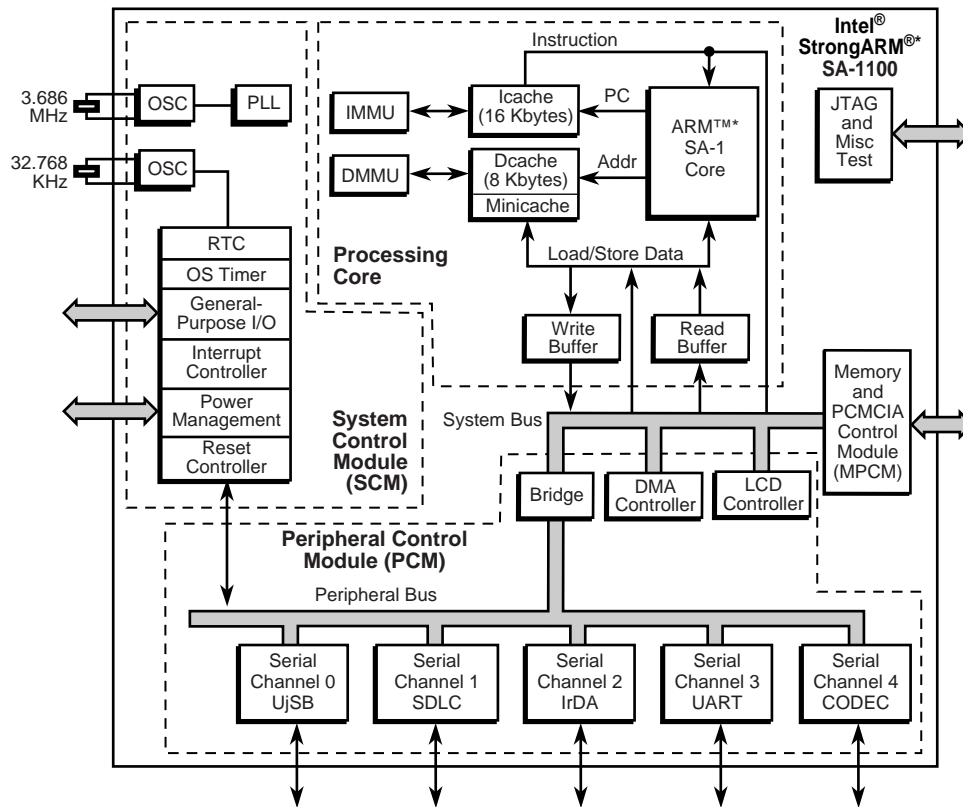 Intel®
StrongARM®*
SA-1100
Instruction
3.686
MHz
OSC
PLL
IMMU
Icache
(16 Kbytes)
PC
ARM™*
SA-1
Core
JTAG
and
Misc
Test
32.768
KHz
OSC
DMMU
Dcache
(8 Kbytes)
Minicache
Addr
RTC
OS Timer
General-
Purpose I/O
Interrupt
Controller
Power
Management
Reset
Controller
Processing
Core
Load/Store Data
Write
Buffer
Read
Buffer
System
Control
Module
(SCM)
System Bus
Memory
and
PCMCIA
Control
Module
(MPCM)
Bridge
DMA
Controller
LCD
Controller
Peripheral Control
Module (PCM)
Peripheral Bus
Serial
Channel 0
UjSB
Serial
Channel 1
SDLC
Serial
Channel 2
IrDA
Serial
Channel 3
UART
Serial
Channel 4
CODEC